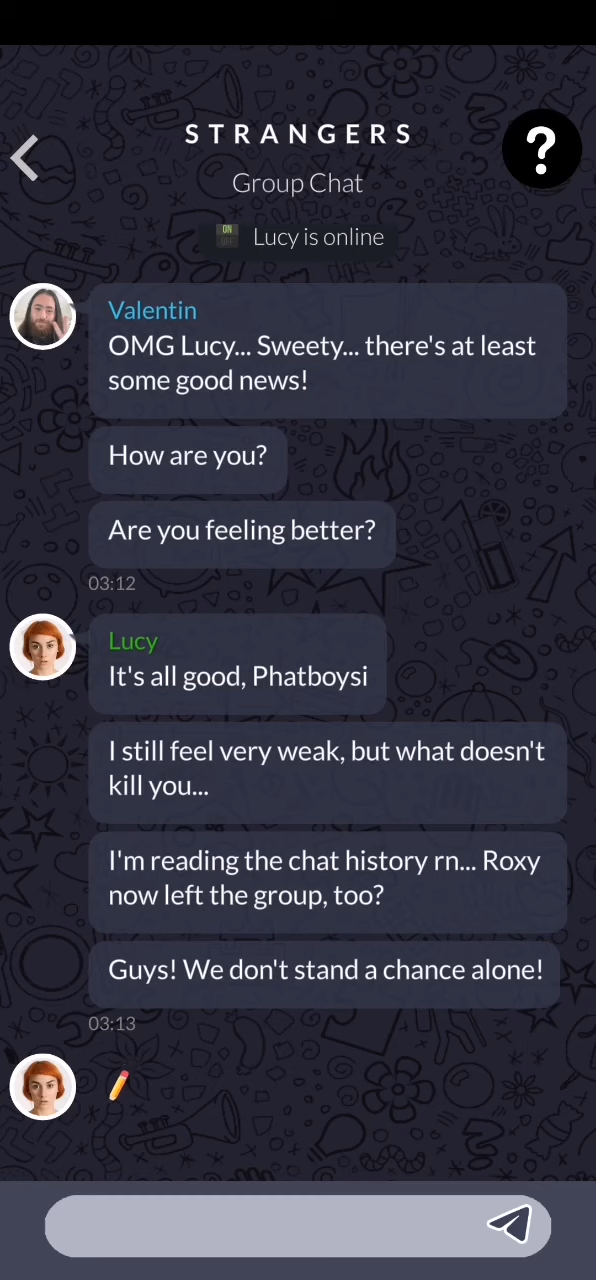 STRANGERS
?
Group Chat
ON
OFF
Lucy is online
Valentin
OMG Lucy... Sweety... there's at least
some good news!
How are you?
Are you feeling better?
03:12
Lucy
It's all good, Phatboysi
I still feel very weak, but what doesn't
kill you...
I'm reading the chat history rn... Roxy
now left the group, too?
Guys! We don't stand a chance alone!
03:13